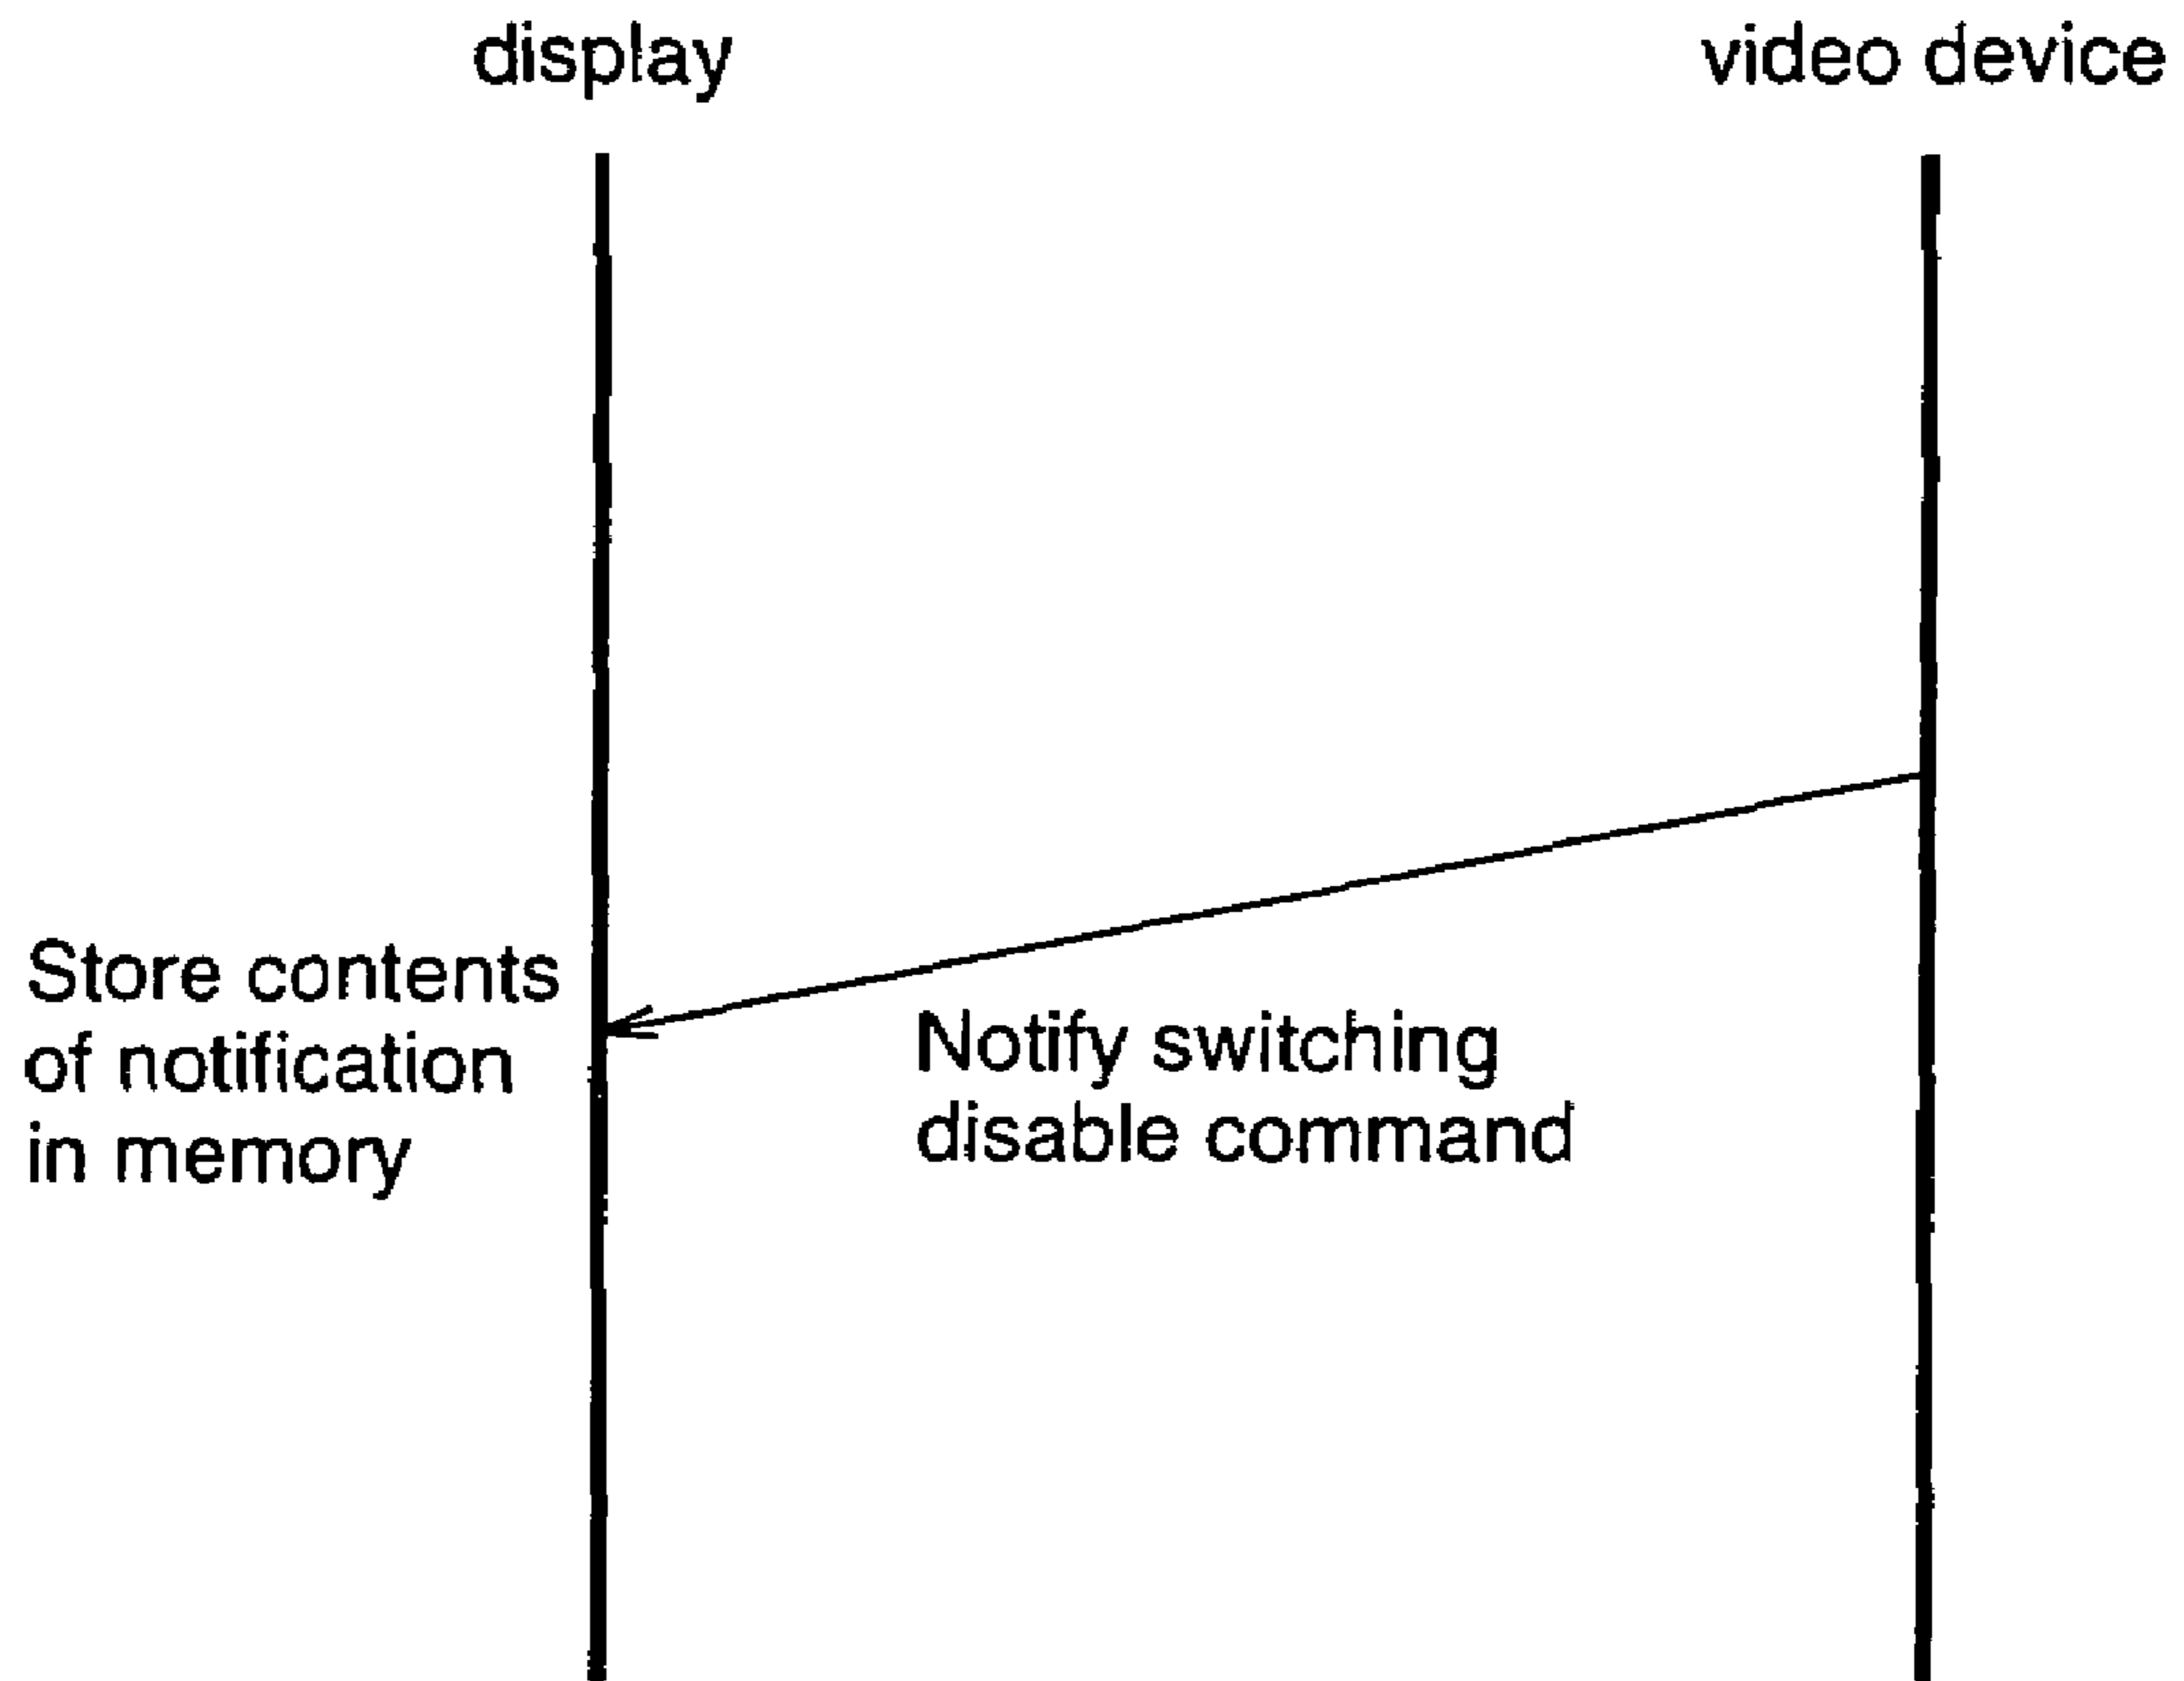 display
video device
Store contents
of notification
in memory
Notify switching
disable command